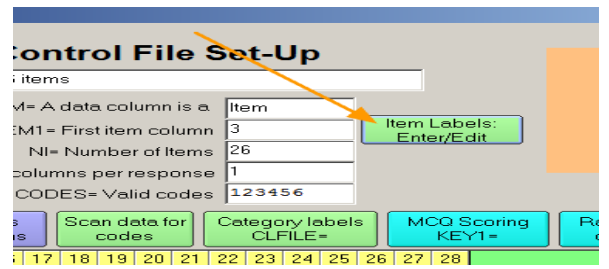 Control File Set-Up
items
M= A data column is a Item
EM1= First item column 3
Item Labels:
Enter/Edit
NI= Number of Items 26
columns per response 1
CODES= Valid codes 123456
Scan data for
codes
Category labels
CLFILE=
MCQ Scoring
KEY1=
17 18 19 20 21 22 23 24 25 26 27 28